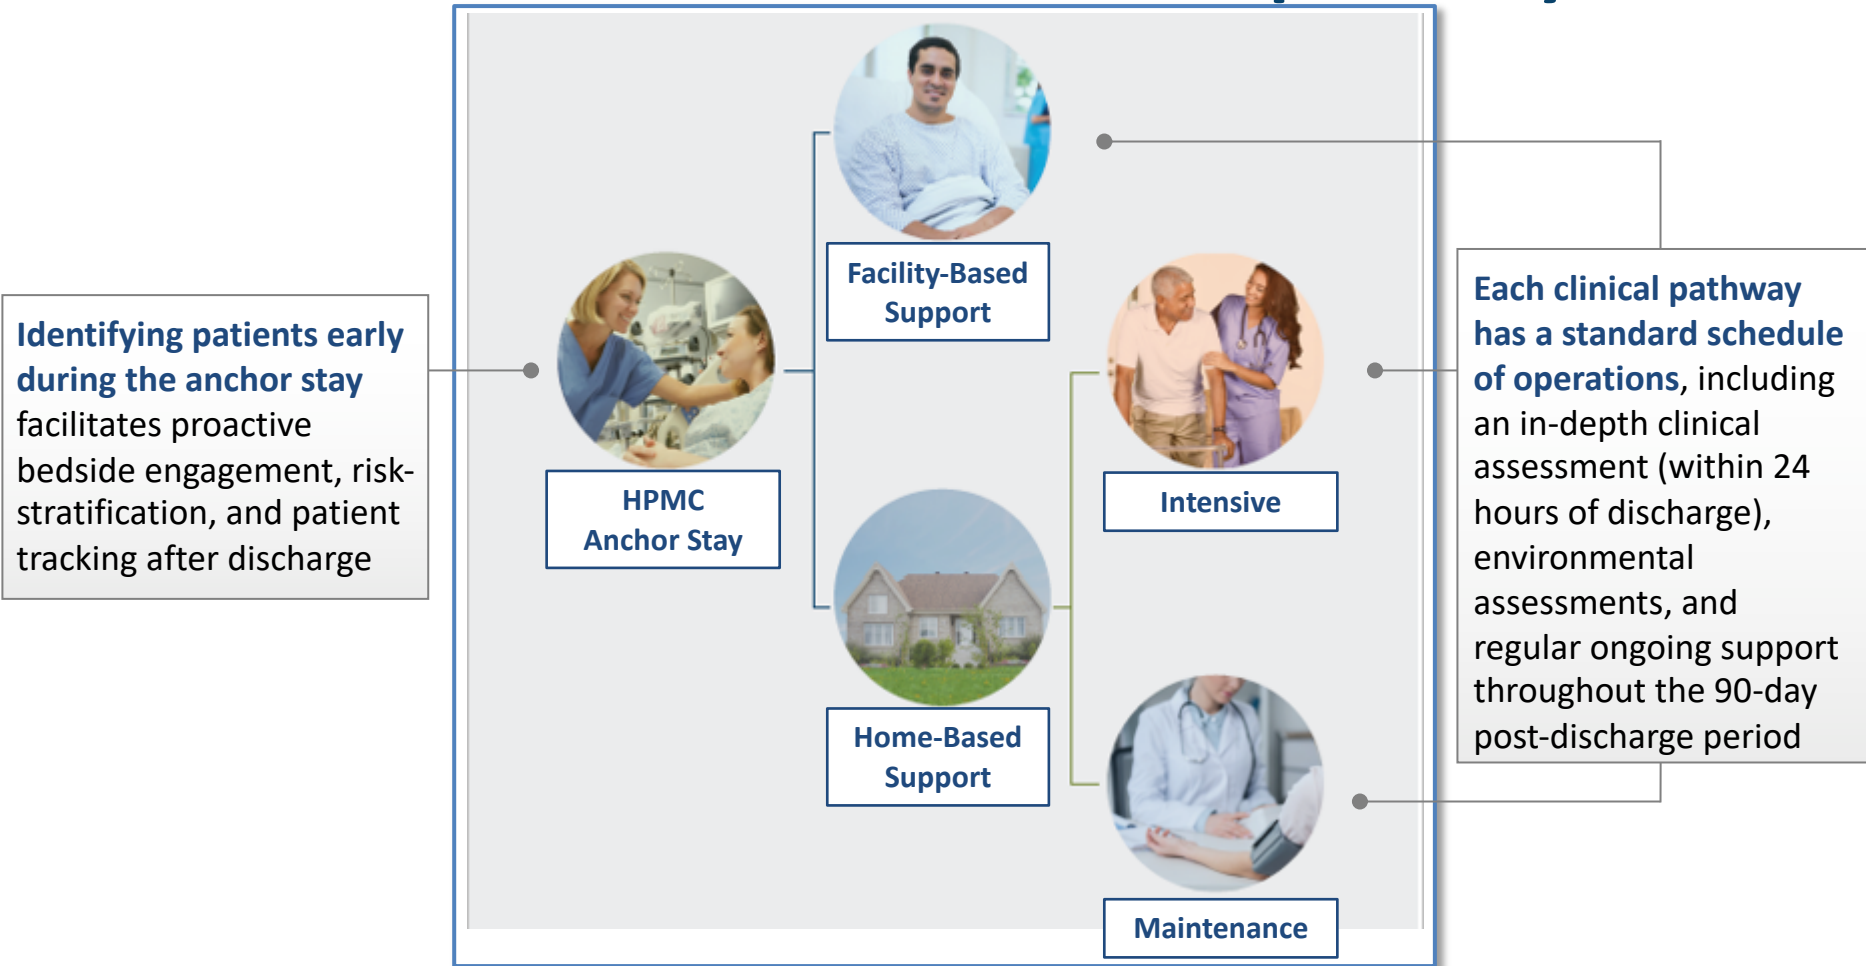 Identifying patients early
during the anchor stay
facilitates proactive
bedside engagement, risk-
stratification, and patient
tracking after discharge
HPMC
Anchor Stay
Facility-Based
Support
Home-Based
Support
Intensive
Maintenance
Each clinical pathway
has a standard schedule
of operations, including
an in-depth clinical
assessment (within 24
hours of discharge),
environmental
assessments, and
regular ongoing support
throughout the 90-day
post-discharge period